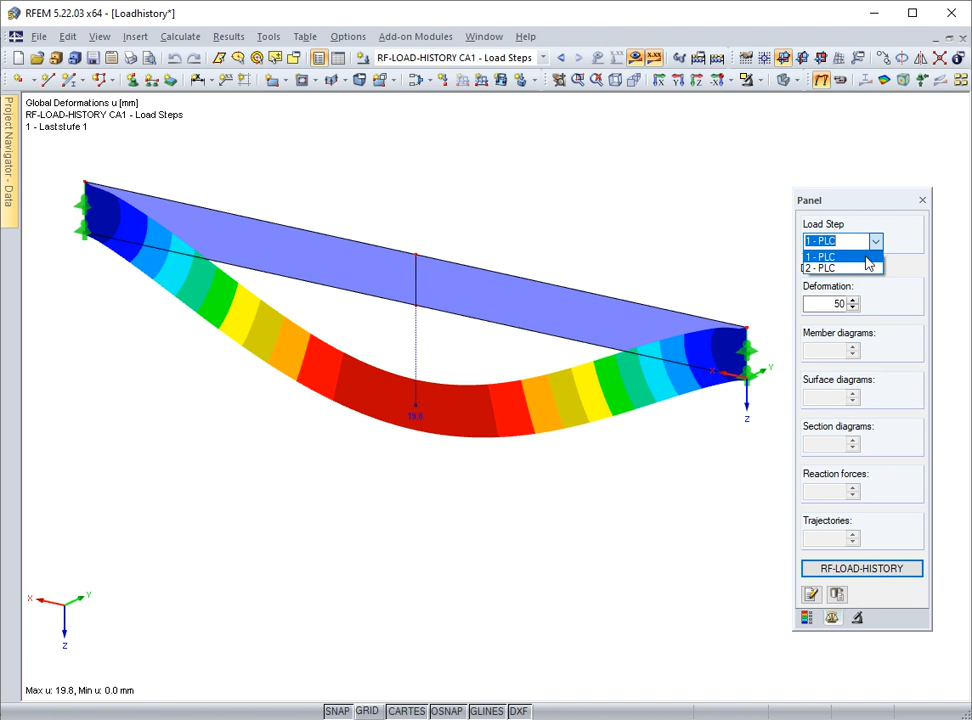 RFEM 5.22.03 x64 - [Loadhistory*]
File Edit View Insert Calculate Results Tools Table Options Add-on Modules Window Help
RF-LOAD-HISTORY CA1 - Load Steps
Project Navigator - Data
Global Deformations u [mm]
RF-LOAD-HISTORY CA1 - Load Steps
1 - Laststufe 1
19.8
X
Y
Z
X
Y
Z
Panel
Load Step
1 - PLC
1 - PLC
2 - PLC
Deformation:
50
Member diagrams:
Surface diagrams:
Section diagrams:
Reaction forces:
Trajectories:
RF-LOAD-HISTORY
Max u: 19.8, Min u: 0.0 mm
SNAP GRID CARTES OSNAP GLINES DXF